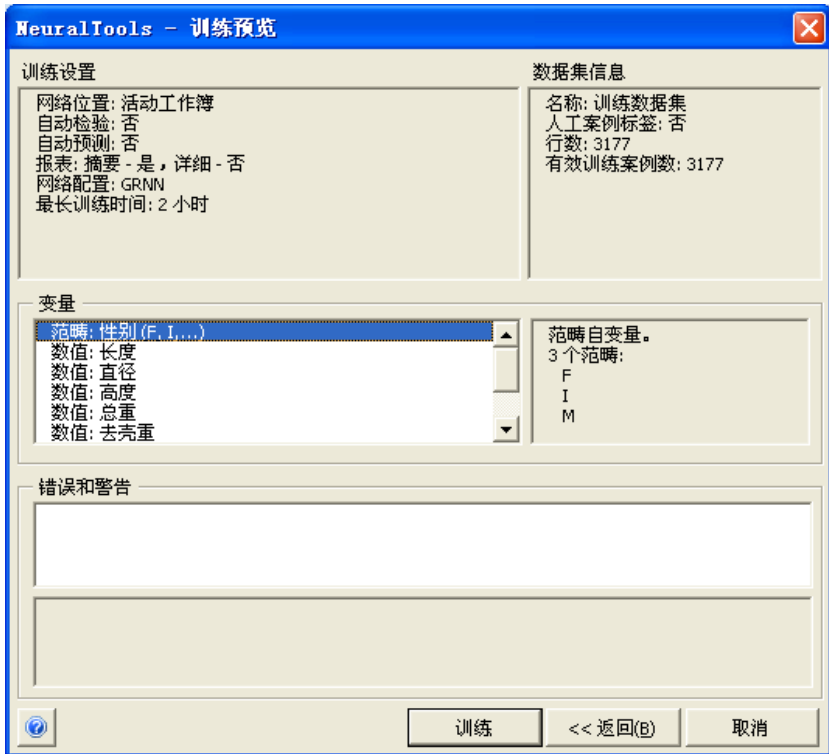 NeuralTools - 训练预览
训练设置
网络位置: 活动工作簿
自动检验: 否
自动预测: 否
报表: 摘要 - 是，详细 - 否
网络配置: GRNN
最长训练时间: 2 小时
数据集信息
名称: 训练数据集
人工案例标签: 否
行数: 3177
有效训练案例数: 3177
变量
范畴: 性别 (F, I,...)
数值: 长度
数值: 直径
数值: 高度
数值: 总重
数值: 去壳重
范畴自变量。
3 个范畴:
F
I
M
错误和警告
训练
<< 返回(B)
取消